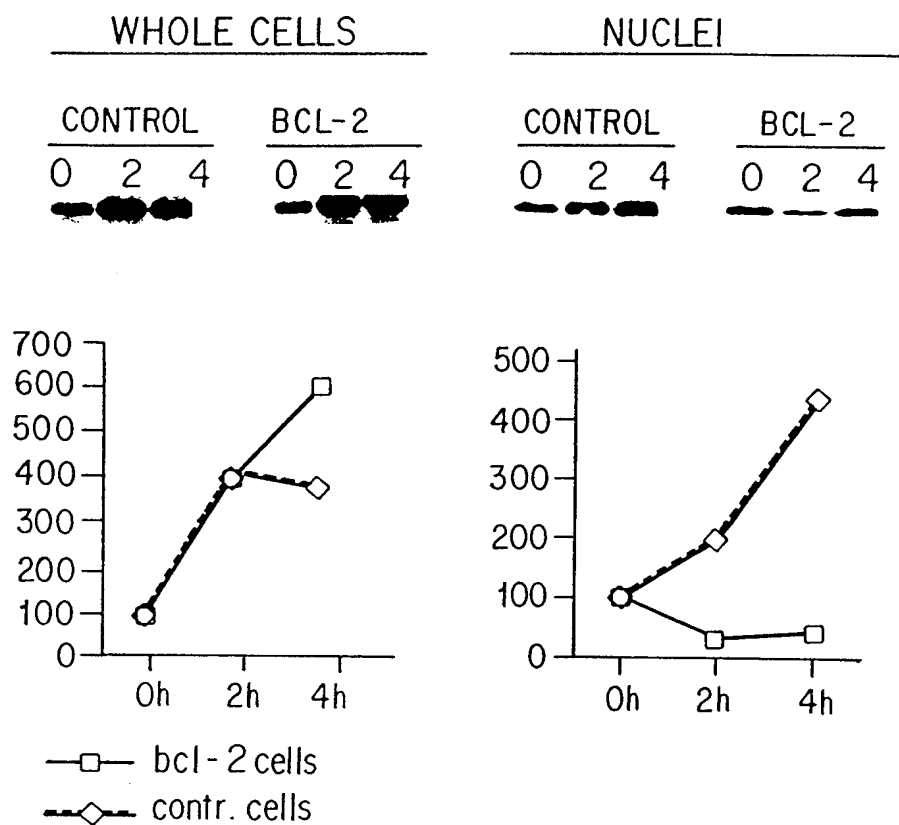 WHOLE CELLS
NUCLEI
CONTROL
BCL-2
CONTROL
BCL-2
0 2 4
0 2 4
0 2 4
0 2 4
700
600
500
400
300
200
100
0
0h 2h 4h
500
400
300
200
100
0
0h 2h 4h
bcl-2 cells
contr. cells